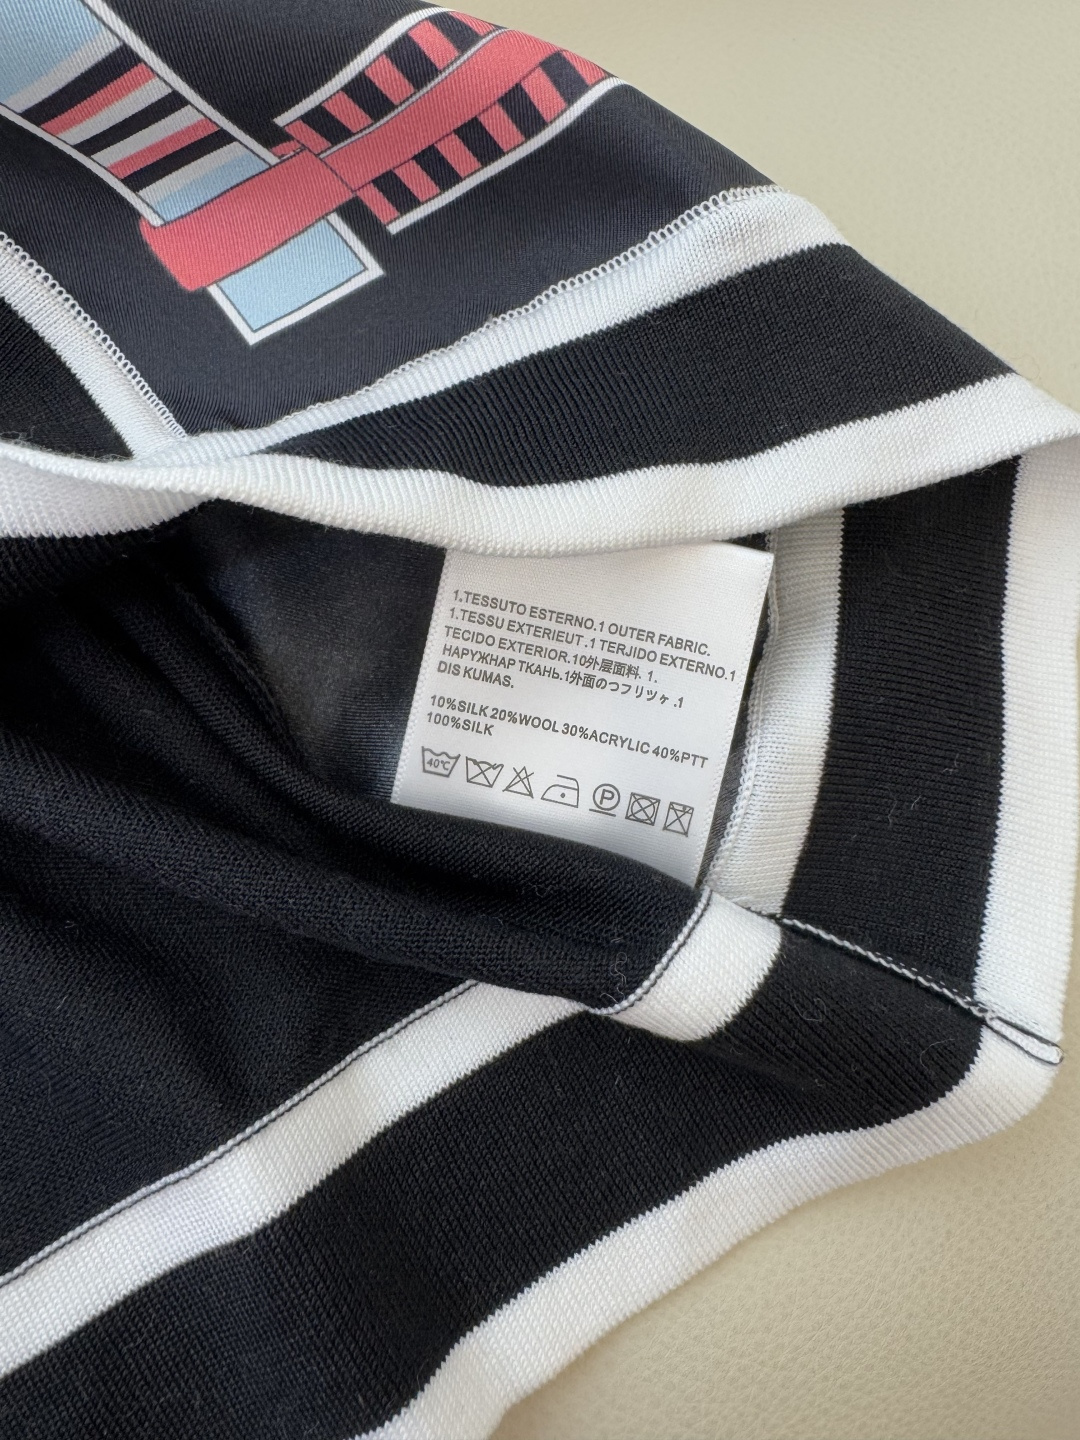 1.TESSUTO ESTERNO.1 OUTER FABRIC.
1.TESSU EXTERIEUT .1 TERJIDO EXTERNO.1
TECIDO EXTERIOR.10外层面料. 1.
НАРУЖНАР ТКАНЬ.1外面のつフリツヶ .1
DIS KUMAS.
10%SILK 20%WOOL 30%ACRYLIC 40%PTT
100%SILK
40℃
P